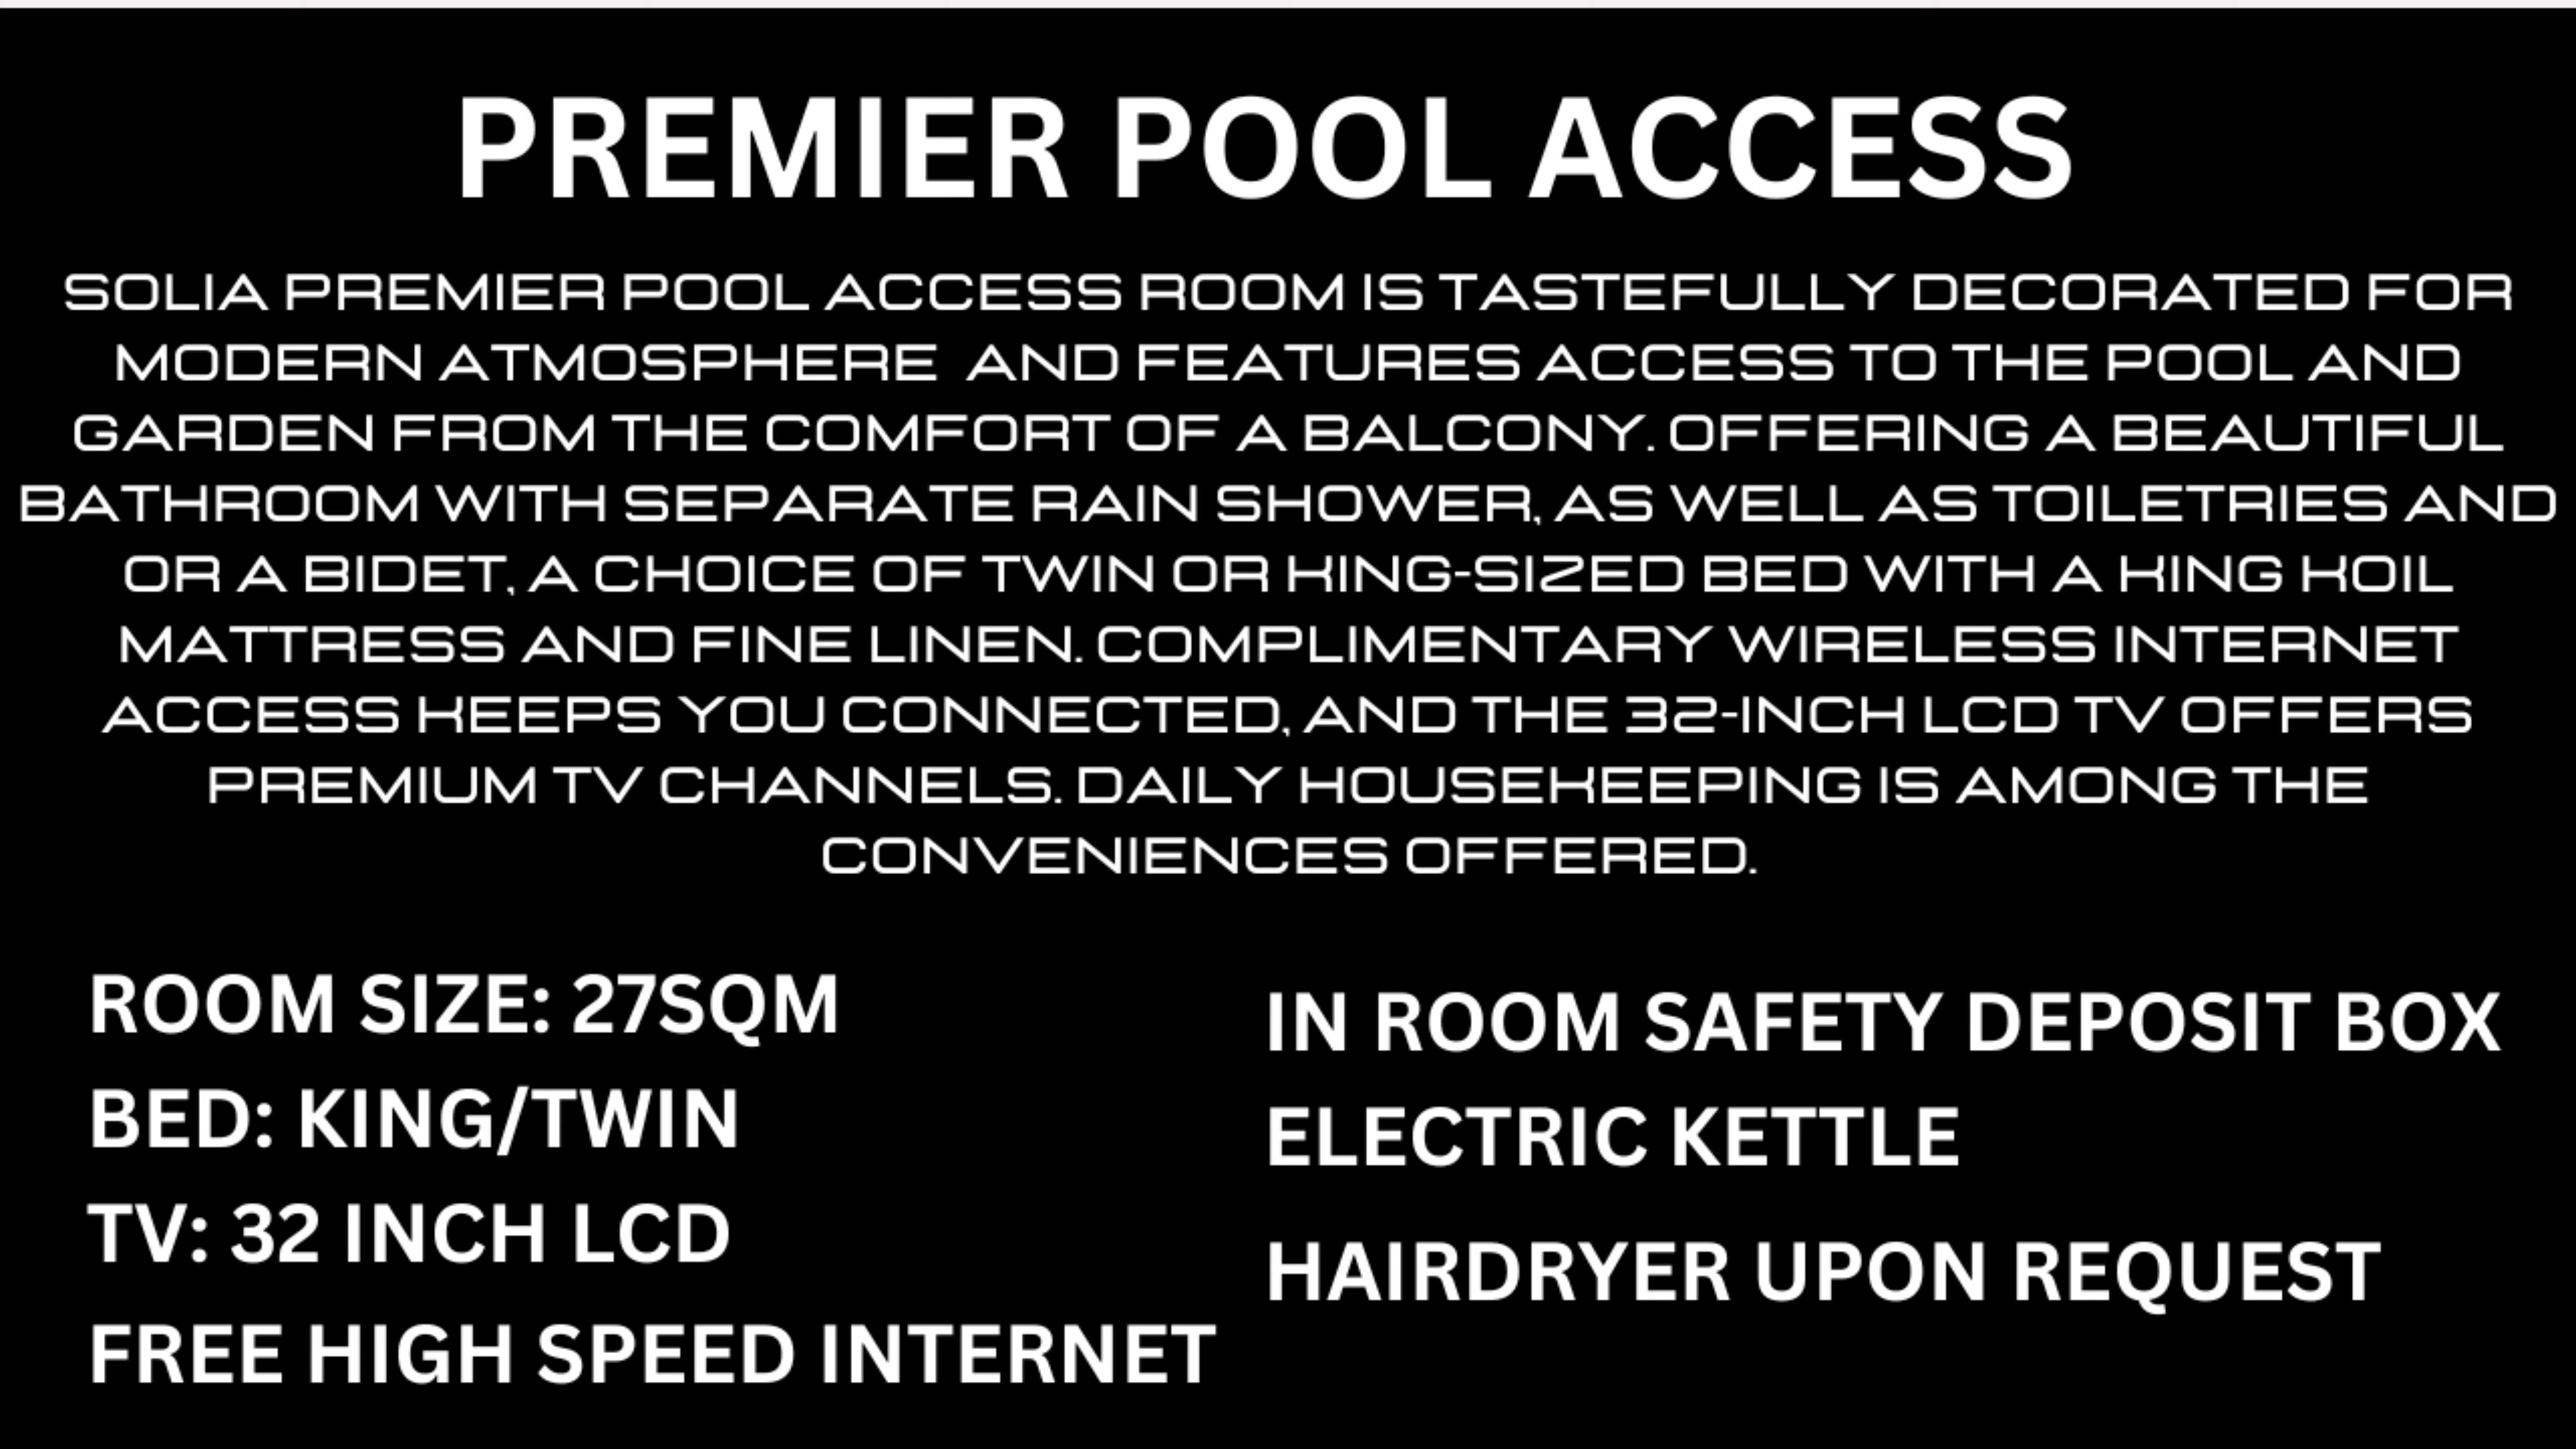 PREMIER POOL ACCESS
SOLIA PREMIER POOL ACCESS ROOM IS TASTEFULLY DECORATED FOR
MODERN ATMOSPHERE AND FEATURES ACCESS TO THE POOL AND
GARDEN FROM THE COMFORT OF A BALCONY. OFFERING A BEAUTIFUL
BATHROOM WITH SEPARATE RAIN SHOWER, AS WELL AS TOILETRIES AND
OR A BIDET, A CHOICE OF TWIN OR KING-SIZED BED WITH A KING KOIL
MATTRESS AND FINE LINEN. COMPLIMENTARY WIRELESS INTERNET
ACCESS KEEPS YOU CONNECTED, AND THE 32-INCH LCD TV OFFERS
PREMIUM TV CHANNELS. DAILY HOUSEKEEPING IS AMONG THE
CONVENIENCES OFFERED.
ROOM SIZE: 27SQM
BED: KING/TWIN
TV: 32 INCH LCD
FREE HIGH SPEED INTERNET
IN ROOM SAFETY DEPOSIT BOX
ELECTRIC KETTLE
HAIRDRYER UPON REQUEST